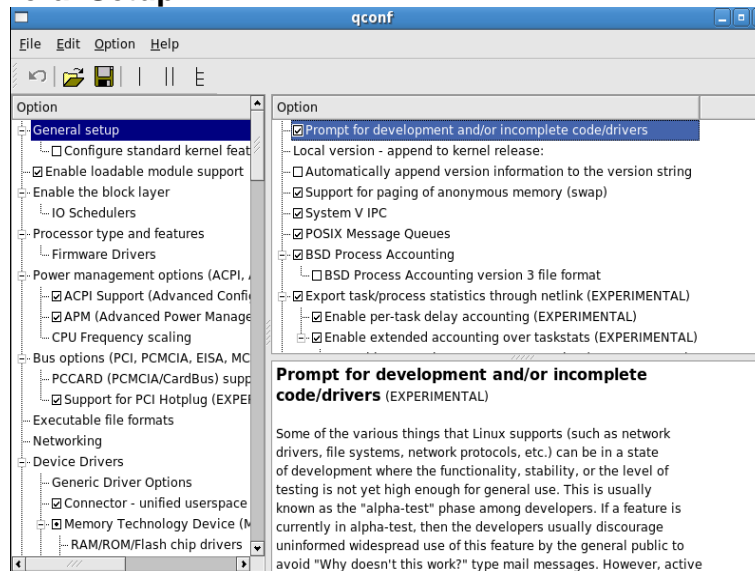 qconf
File Edit Option Help
Option
General setup
Configure standard kernel feat
Enable loadable module support
Enable the block layer
IO Schedulers
Processor type and features
Firmware Drivers
Power management options (ACPI,
ACPI Support (Advanced Confi
APM (Advanced Power Manage
CPU Frequency scaling
Bus options (PCI, PCMCIA, EISA, MC
PCCARD (PCMCIA/CardBus) supp
Support for PCI Hotplug (EXPE
Executable file formats
Networking
Device Drivers
Generic Driver Options
Connector - unified userspace
Memory Technology Device (M
RAM/ROM/Flash chip drivers
Option
Prompt for development and/or incomplete code/drivers
Local version - append to kernel release:
Automatically append version information to the version string
Support for paging of anonymous memory (swap)
System V IPC
POSIX Message Queues
BSD Process Accounting
BSD Process Accounting version 3 file format
Export task/process statistics through netlink (EXPERIMENTAL)
Enable per-task delay accounting (EXPERIMENTAL)
Enable extended accounting over taskstats (EXPERIMENTAL)
Prompt for development and/or incomplete
code/drivers (EXPERIMENTAL)
Some of the various things that Linux supports (such as network
drivers, file systems, network protocols, etc.) can be in a state
of development where the functionality, stability, or the level of
testing is not yet high enough for general use. This is usually
known as the "alpha-test" phase among developers. If a feature is
currently in alpha-test, then the developers usually discourage
uninformed widespread use of this feature by the general public to
avoid "Why doesn't this work?" type mail messages. However, active